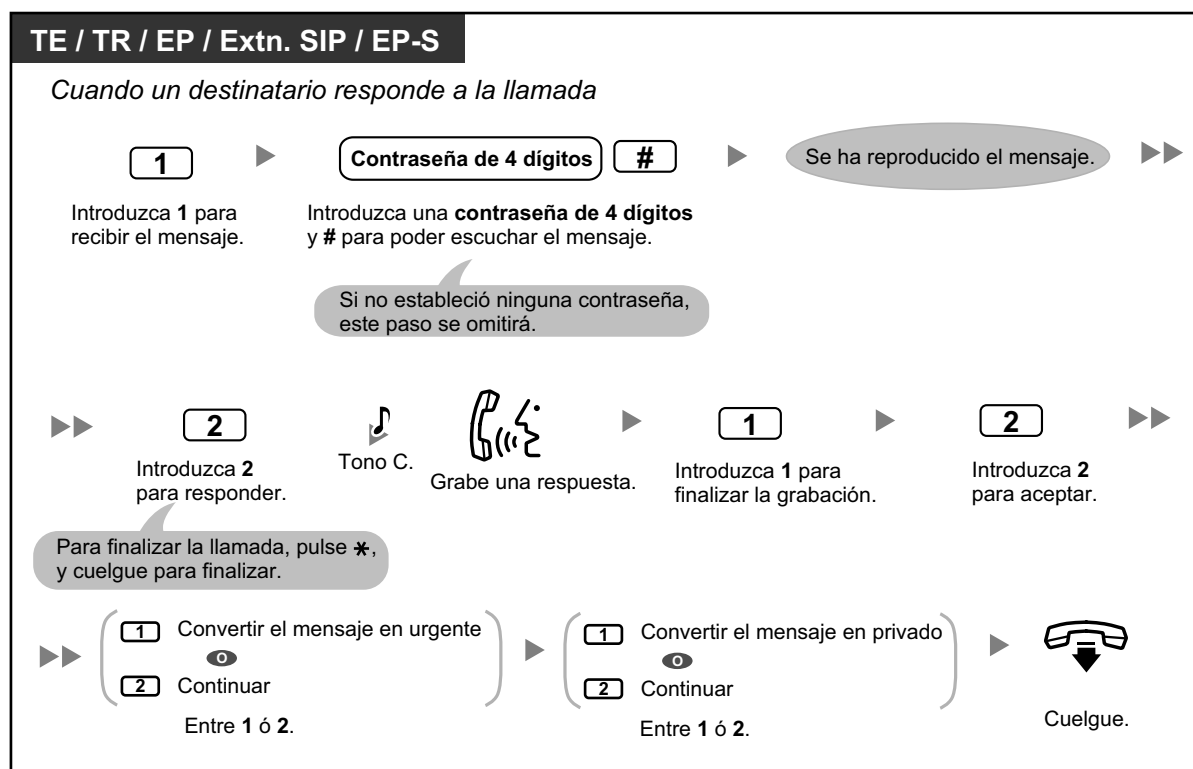 TE / TR / EP / Extn. SIP / EP-S
Cuando un destinatario responde a la llamada
1
Contraseña de 4 dígitos #
Se ha reproducido el mensaje.
Introduzca 1 para
recibir el mensaje.
Introduzca una contraseña de 4 dígitos
y # para poder escuchar el mensaje.
Si no estableció ninguna contraseña,
este paso se omitirá.
2
Introduzca 2
para responder.
Tono C.
Grabe una respuesta.
1
Introduzca 1 para
finalizar la grabación.
2
Introduzca 2
para aceptar.
Para finalizar la llamada, pulse *,
y cuelgue para finalizar.
1 Convertir el mensaje en urgente
O
2 Continuar
Entre 1 ó 2.
1 Convertir el mensaje en privado
O
2 Continuar
Entre 1 ó 2.
Cuelgue.